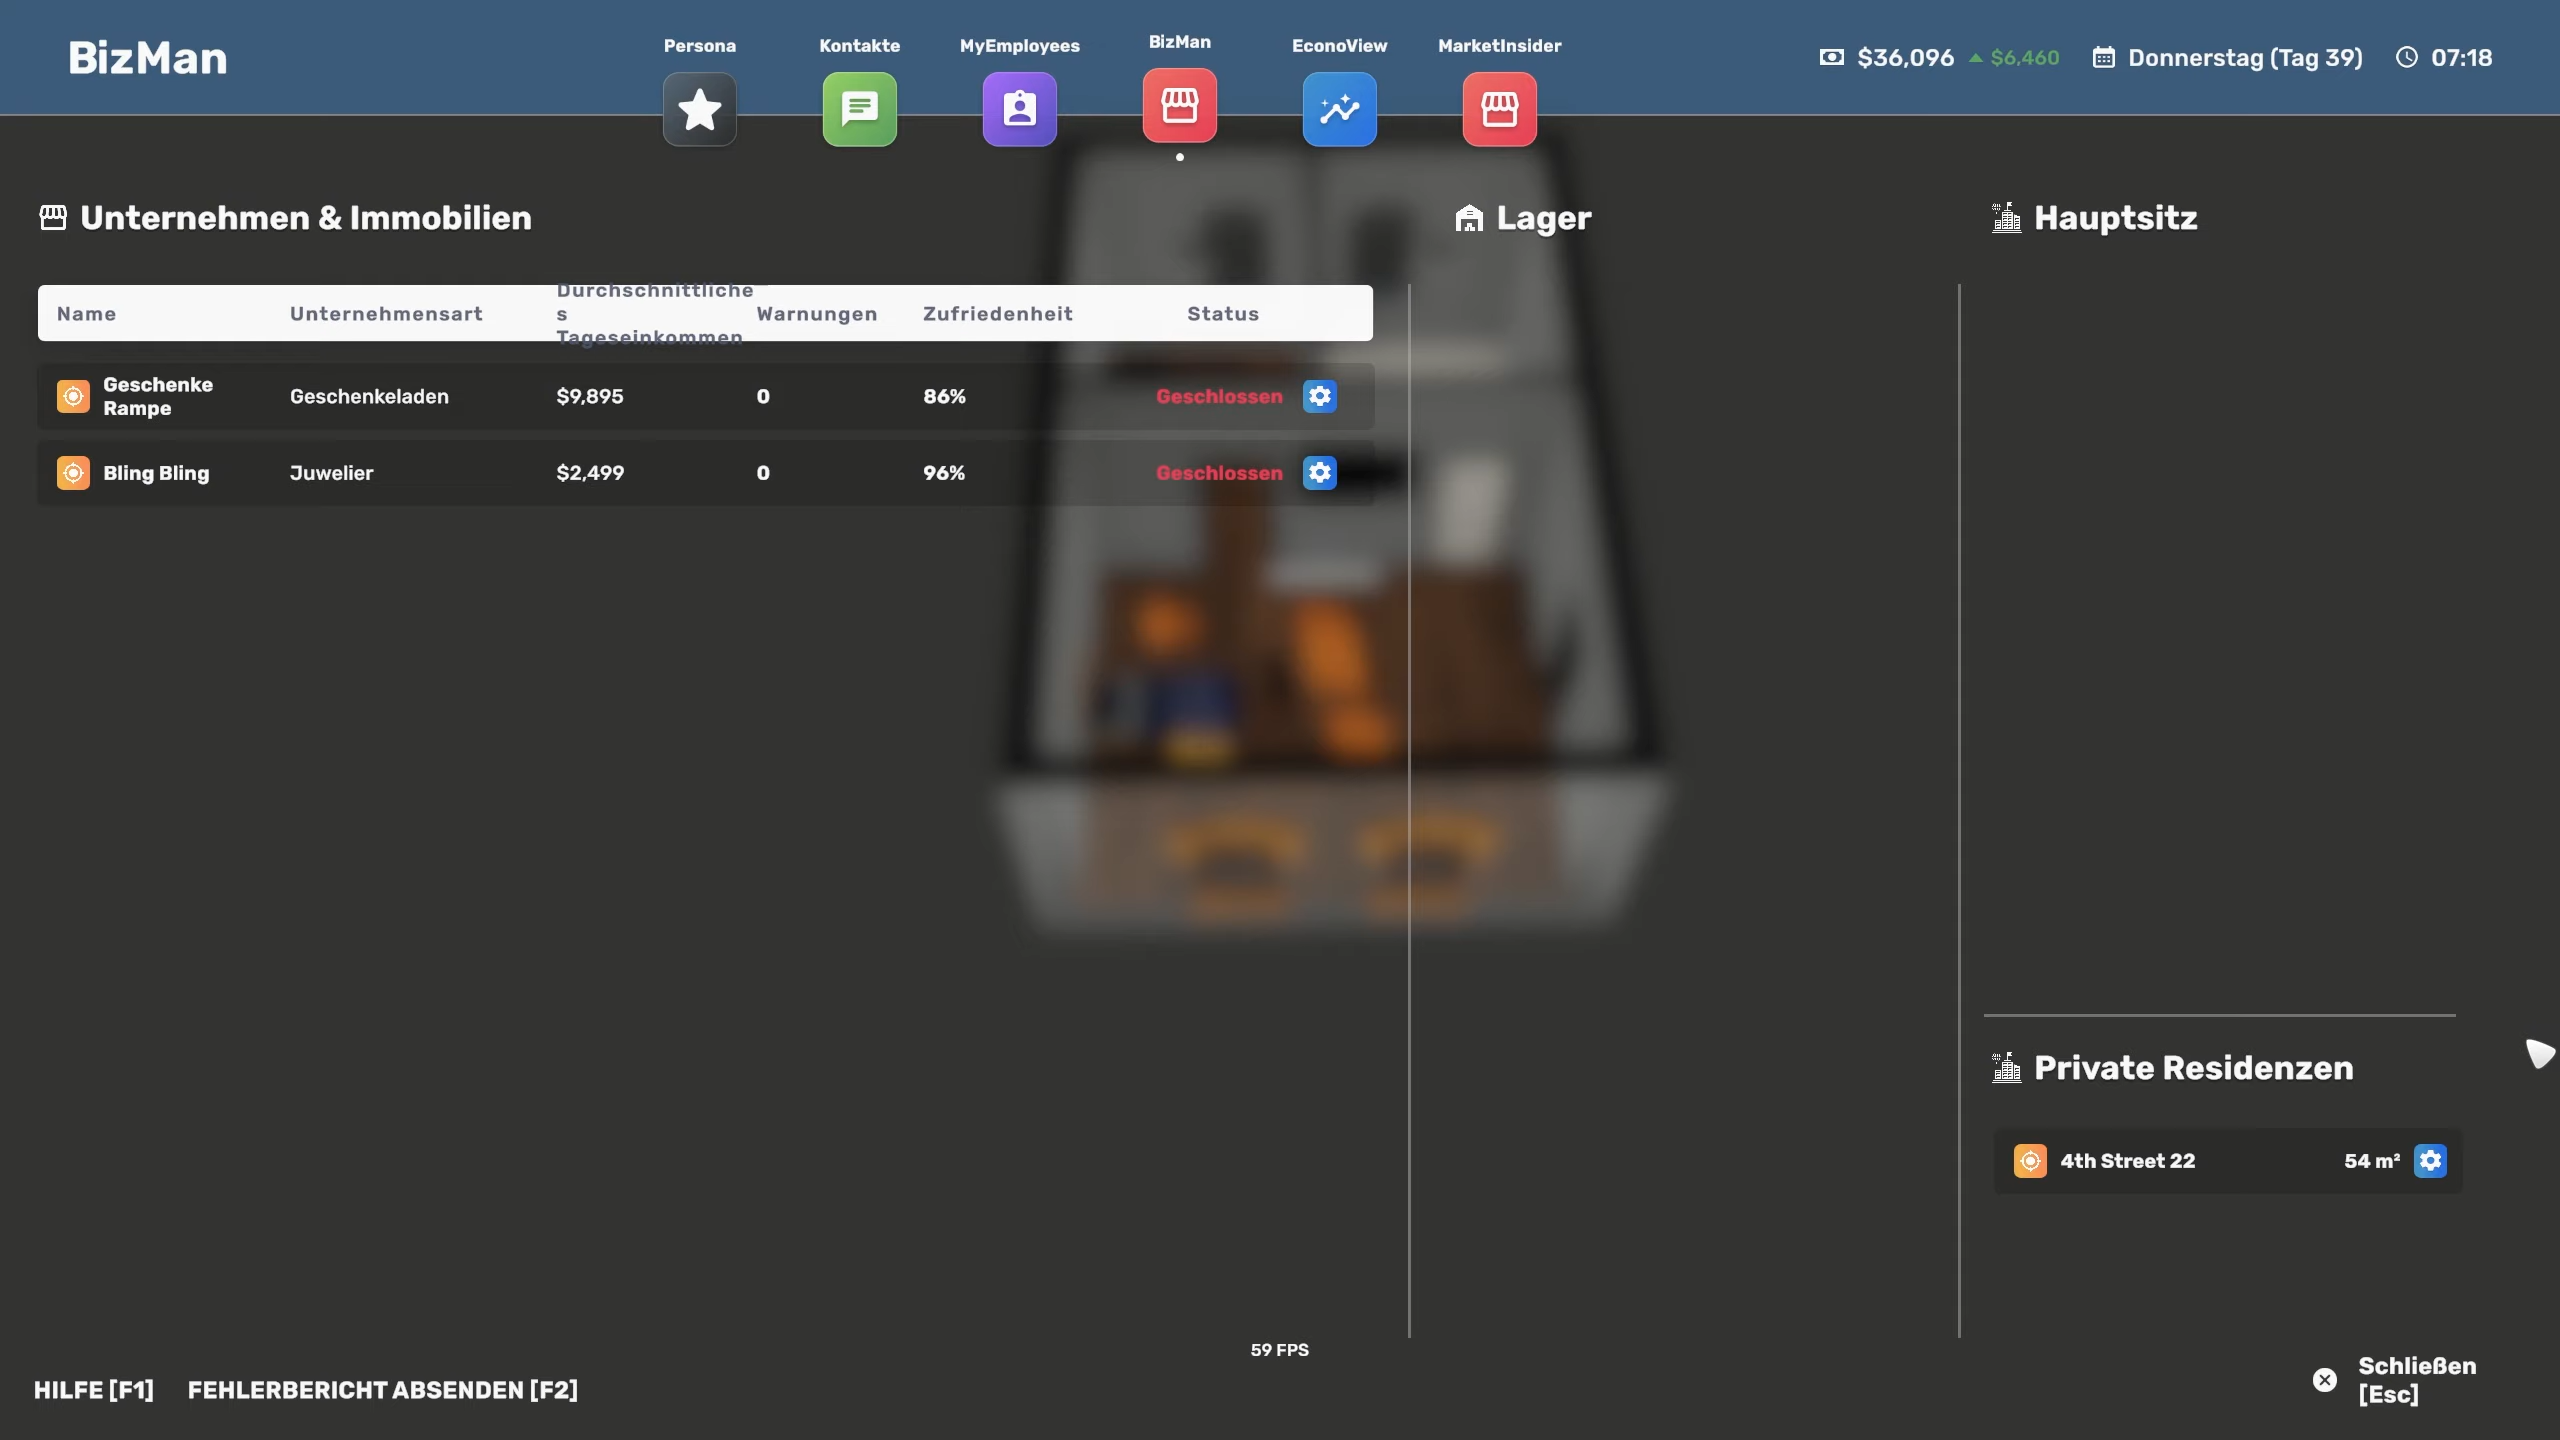 BizMan
Persona
Kontakte
MyEmployees
BizMan
EconoView
MarketInsider
$36,096 $6,460 Donnerstag (Tag 39) 07:18
Unternehmen & Immobilien
Name
Unternehmensart
Durchschnittliche
s
Tageseinkommen
Warnungen
Zufriedenheit
Status
Geschenke
Rampe
Geschenkeladen
$9,895
0
86%
Geschlossen
Bling Bling
Juwelier
$2,499
0
96%
Geschlossen
Lager
Hauptsitz
Private Residenzen
4th Street 22
54 m²
59 FPS
HILFE [F1]
FEHLERBERICHT ABSENDEN [F2]
Schließen
[Esc]